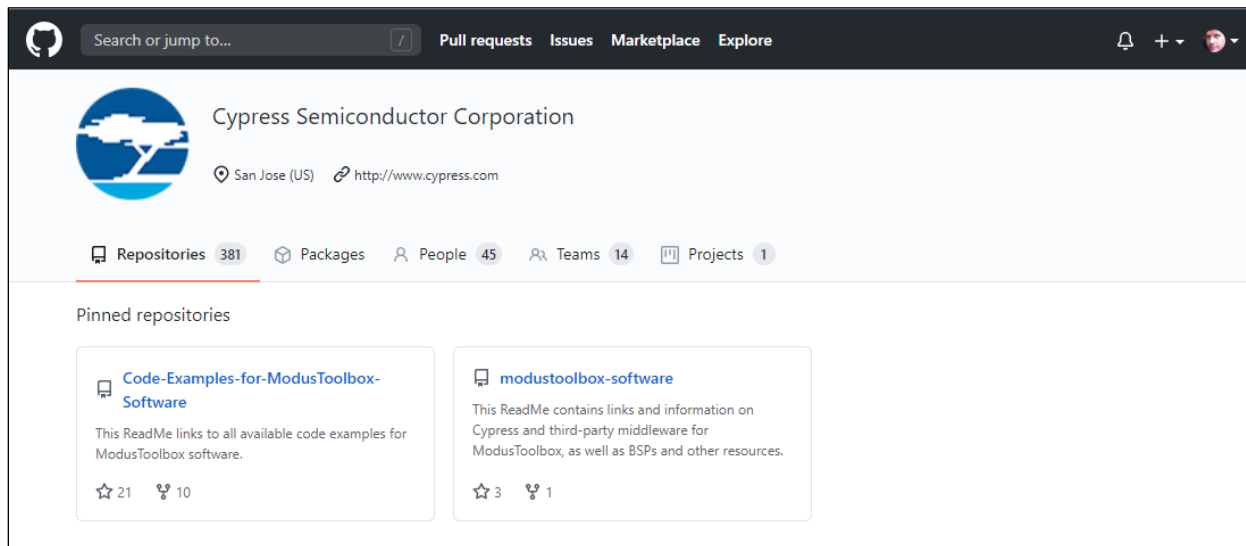 Search or jump to... / Pull requests Issues Marketplace Explore
Cypress Semiconductor Corporation
San Jose (US) http://www.cypress.com
Repositories 381 Packages People 45 Teams 14 Projects 1
Pinned repositories
Code-Examples-for-ModusToolbox-
Software
This ReadMe links to all available code examples for
ModusToolbox software.
21 10
modustoolbox-software
This ReadMe contains links and information on
Cypress and third-party middleware for
ModusToolbox, as well as BSPs and other resources.
3 1